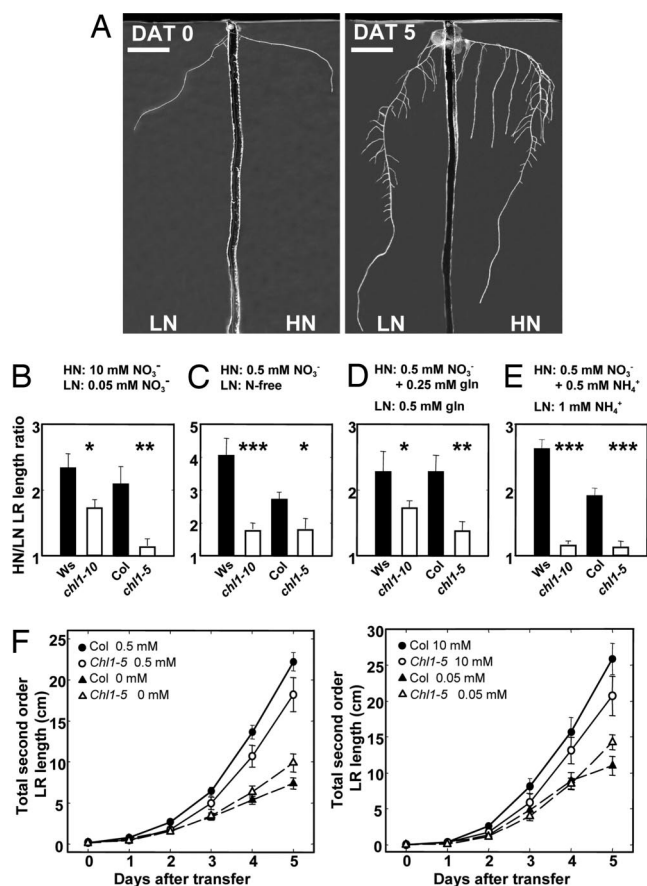 A
DAT 0
DAT 5
LN
HN
LN
HN
B HN: 10 mM NO₃⁻
LN: 0.05 mM NO₃⁻
C HN: 0.5 mM NO₃⁻
LN: N-free
D HN: 0.5 mM NO₃⁻
+ 0.25 mM gln
LN: 0.5 mM gln
E HN: 0.5 mM NO₃⁻
+ 0.5 mM NH₄⁺
LN: 1 mM NH₄⁺
HN/LN LR length ratio
3
2
1
* **
Ws chl1-10 Col chl1-5
5
4
3
2
1
*** *
Ws chl1-10 Col chl1-5
3
2
1
* **
Ws chl1-10 Col chl1-5
2
1
*** ***
Ws chl1-10 Col chl1-5
F
Total second order
LR length (cm)
25
20
15
10
5
0
Col 0.5 mM
Chl1-5 0.5 mM
Col 0 mM
Chl1-5 0 mM
0 1 2 3 4 5
Days after transfer
Total second order
LR length (cm)
30
25
20
15
10
5
0
Col 10 mM
Chl1-5 10 mM
Col 0.05 mM
Chl1-5 0.05 mM
0 1 2 3 4 5
Days after transfer